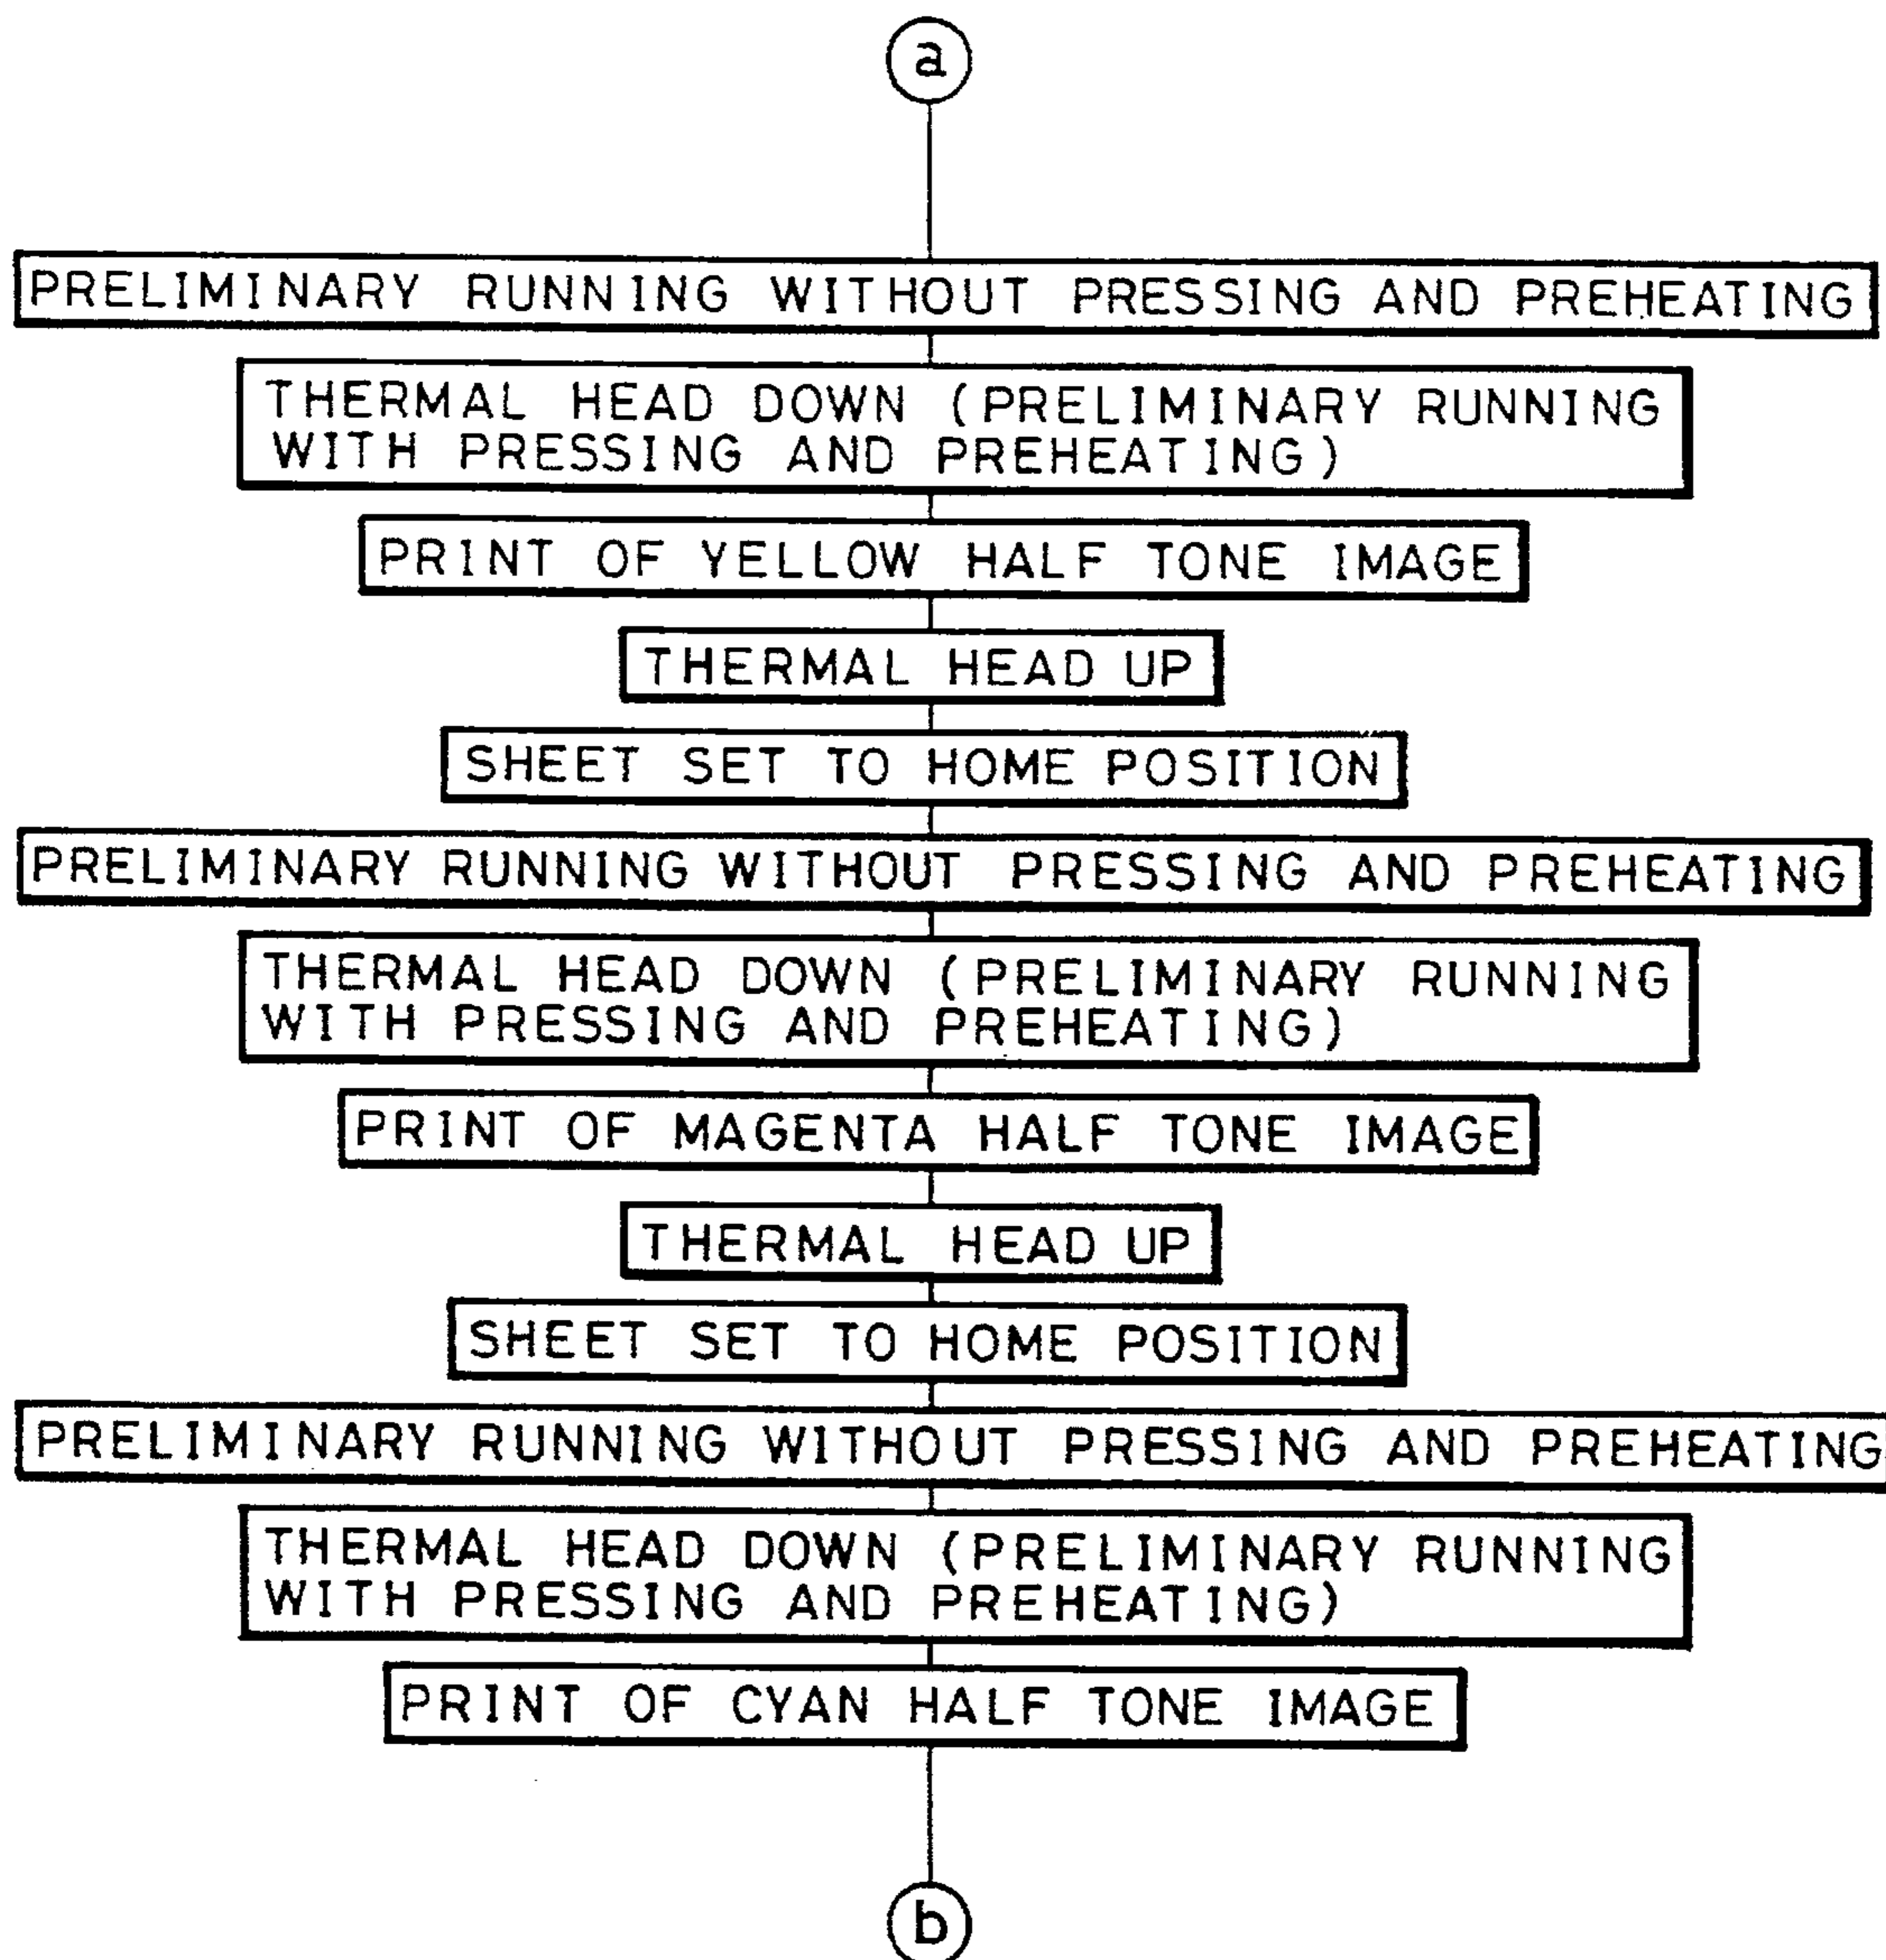 a
PRELIMINARY RUNNING WITHOUT PRESSING AND PREHEATING
THERMAL HEAD DOWN (PRELIMINARY RUNNING
WITH PRESSING AND PREHEATING)
PRINT OF YELLOW HALF TONE IMAGE
THERMAL HEAD UP
SHEET SET TO HOME POSITION
PRELIMINARY RUNNING WITHOUT PRESSING AND PREHEATING
THERMAL HEAD DOWN (PRELIMINARY RUNNING
WITH PRESSING AND PREHEATING)
PRINT OF MAGENTA HALF TONE IMAGE
THERMAL HEAD UP
SHEET SET TO HOME POSITION
PRELIMINARY RUNNING WITHOUT PRESSING AND PREHEATING
THERMAL HEAD DOWN (PRELIMINARY RUNNING
WITH PRESSING AND PREHEATING)
PRINT OF CYAN HALF TONE IMAGE
b